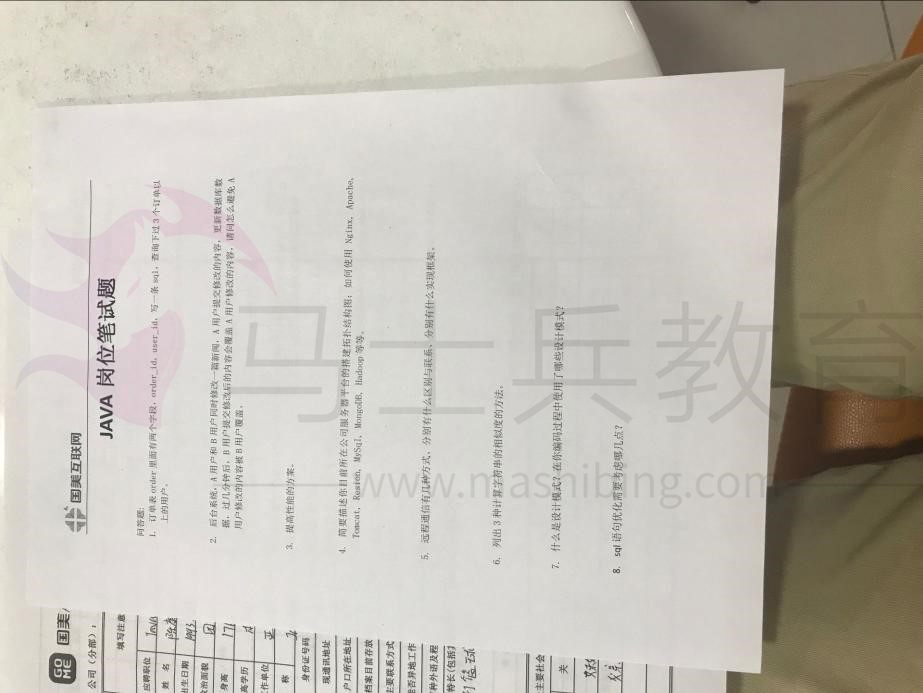 国美互联网
JAVA 岗位笔试题
问答题:
1. 订单表 order 里面有两个字段, order_id, user_id, 写一条 sql, 查询下过 3 个订单以
上的用户。
2. 后台系统, A 用户和 B 用户同时修改一篇新闻, A 用户提交修改的内容, 更新数据库数
据, 过几分钟后, B 用户提交修改后的内容会覆盖 A 用户修改的内容, 请问怎么避免 A
用户修改的内容被 B 用户覆盖。
3. 提高性能的方案。
4. 简要描述你目前所在公司服务器平台的搭建拓扑结构图; 如何使用 Nginx, Apache,
Tomcat, Resien, MySql, MongoDB, Hadoop 等等。
5. 远程通信有几种方式, 分别有什么区别与联系, 分别有什么实现框架。
6. 列出 3 种计算字符串的相似度的方法。
7. 什么是设计模式? 在你编码过程中使用了哪些设计模式?
8. sql 语句优化需要考虑哪几点?
马士兵教育
www.mashibing.com
GO
ME
国美
公司（分部）:
填写注意
应聘职位
姓 名
出生日期
政治面貌
身高
171
高学历
工作单位
称
身份证号码
现通讯地址
户口所在地址
档案目前存放
主要联系方式
能否异地工作
何种外语及程
特长(包括
主要社会
关